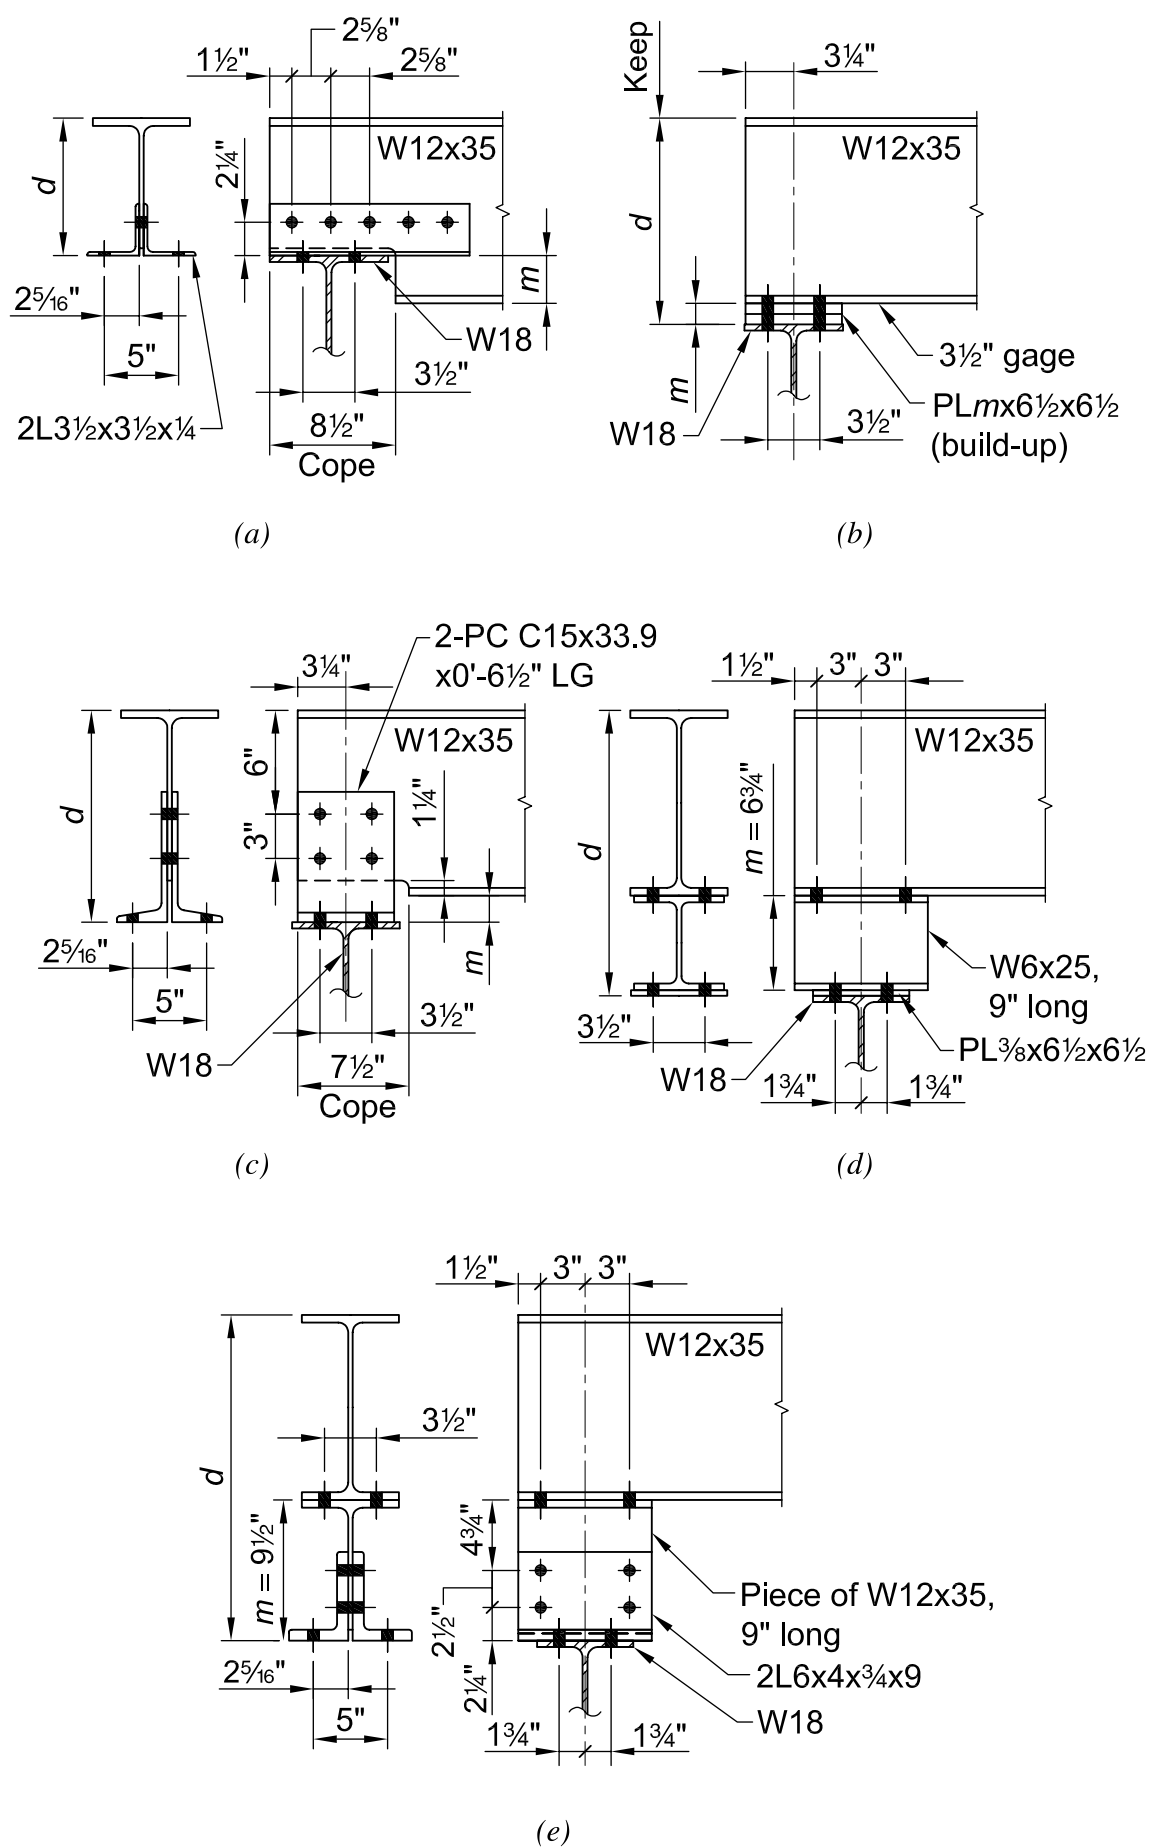 2⅝"
1½"
2⅝"
W12x35
d
2¼"
m
2⁵⁄₁₆"
5"
W18
3½"
2L3½x3½x¼
8½"
Cope
(a)
Keep
3¼"
W12x35
d
m
3½" gage
W18
PLmx6½x6½
3½"
(build-up)
(b)
2-PC C15x33.9
x0'-6½" LG
3¼"
W12x35
6"
1¼"
d
3"
m
2⁵⁄₁₆"
5"
3½"
W18
7½"
Cope
(c)
1½"
3"
3"
W12x35
m = 6¾"
d
W6x25,
9" long
3½"
PL⅜x6½x6½
W18
1¾"
1¾"
(d)
1½"
3"
3"
W12x35
3½"
d
4¾"
m = 9½"
Piece of W12x35,
9" long
2½"
2L6x4x¾x9
2⁵⁄₁₆"
2¼"
5"
W18
1¾"
1¾"
(e)